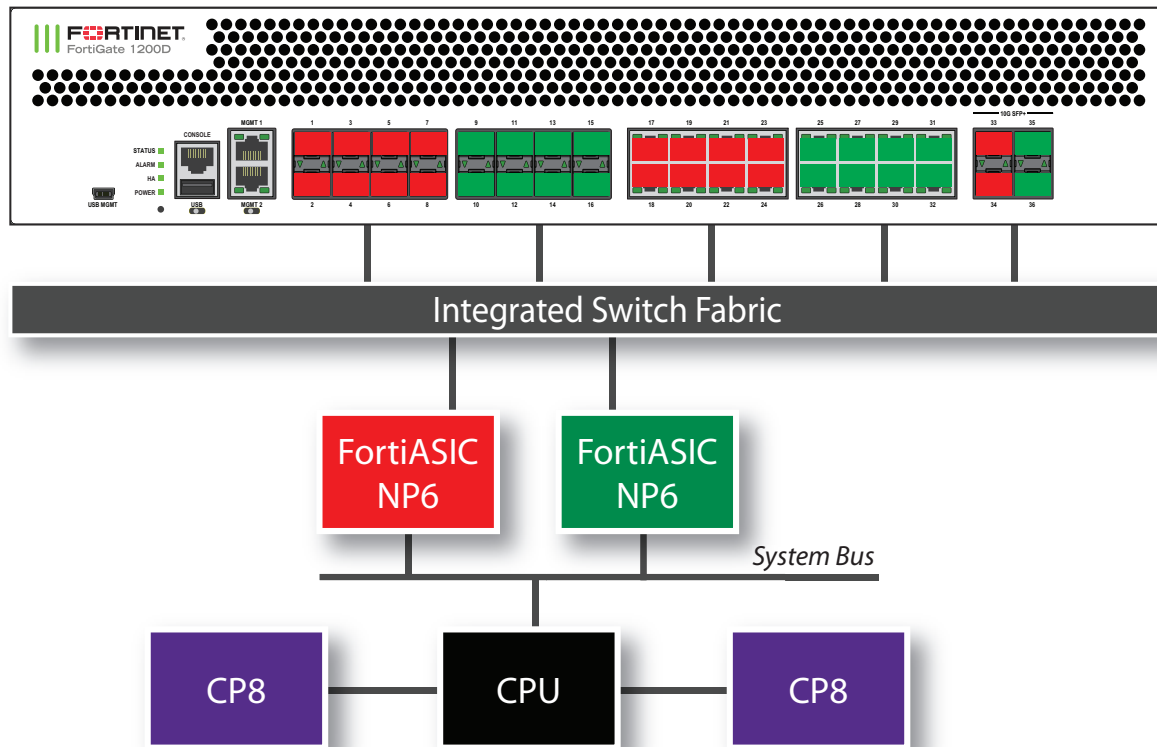 FORTINET
FortiGate 1200D
STATUS
ALARM
HA
POWER
USB MGMT
CONSOLE
USB
MGMT 1
MGMT 2
1 3 5 7
2 4 6 8
9 11 13 15
10 12 14 16
17 19 21 23
18 20 22 24
25 27 29 31
26 28 30 32
10G SFP+
33 35
34 36
Integrated Switch Fabric
FortiASIC
NP6
FortiASIC
NP6
System Bus
CP8
CPU
CP8